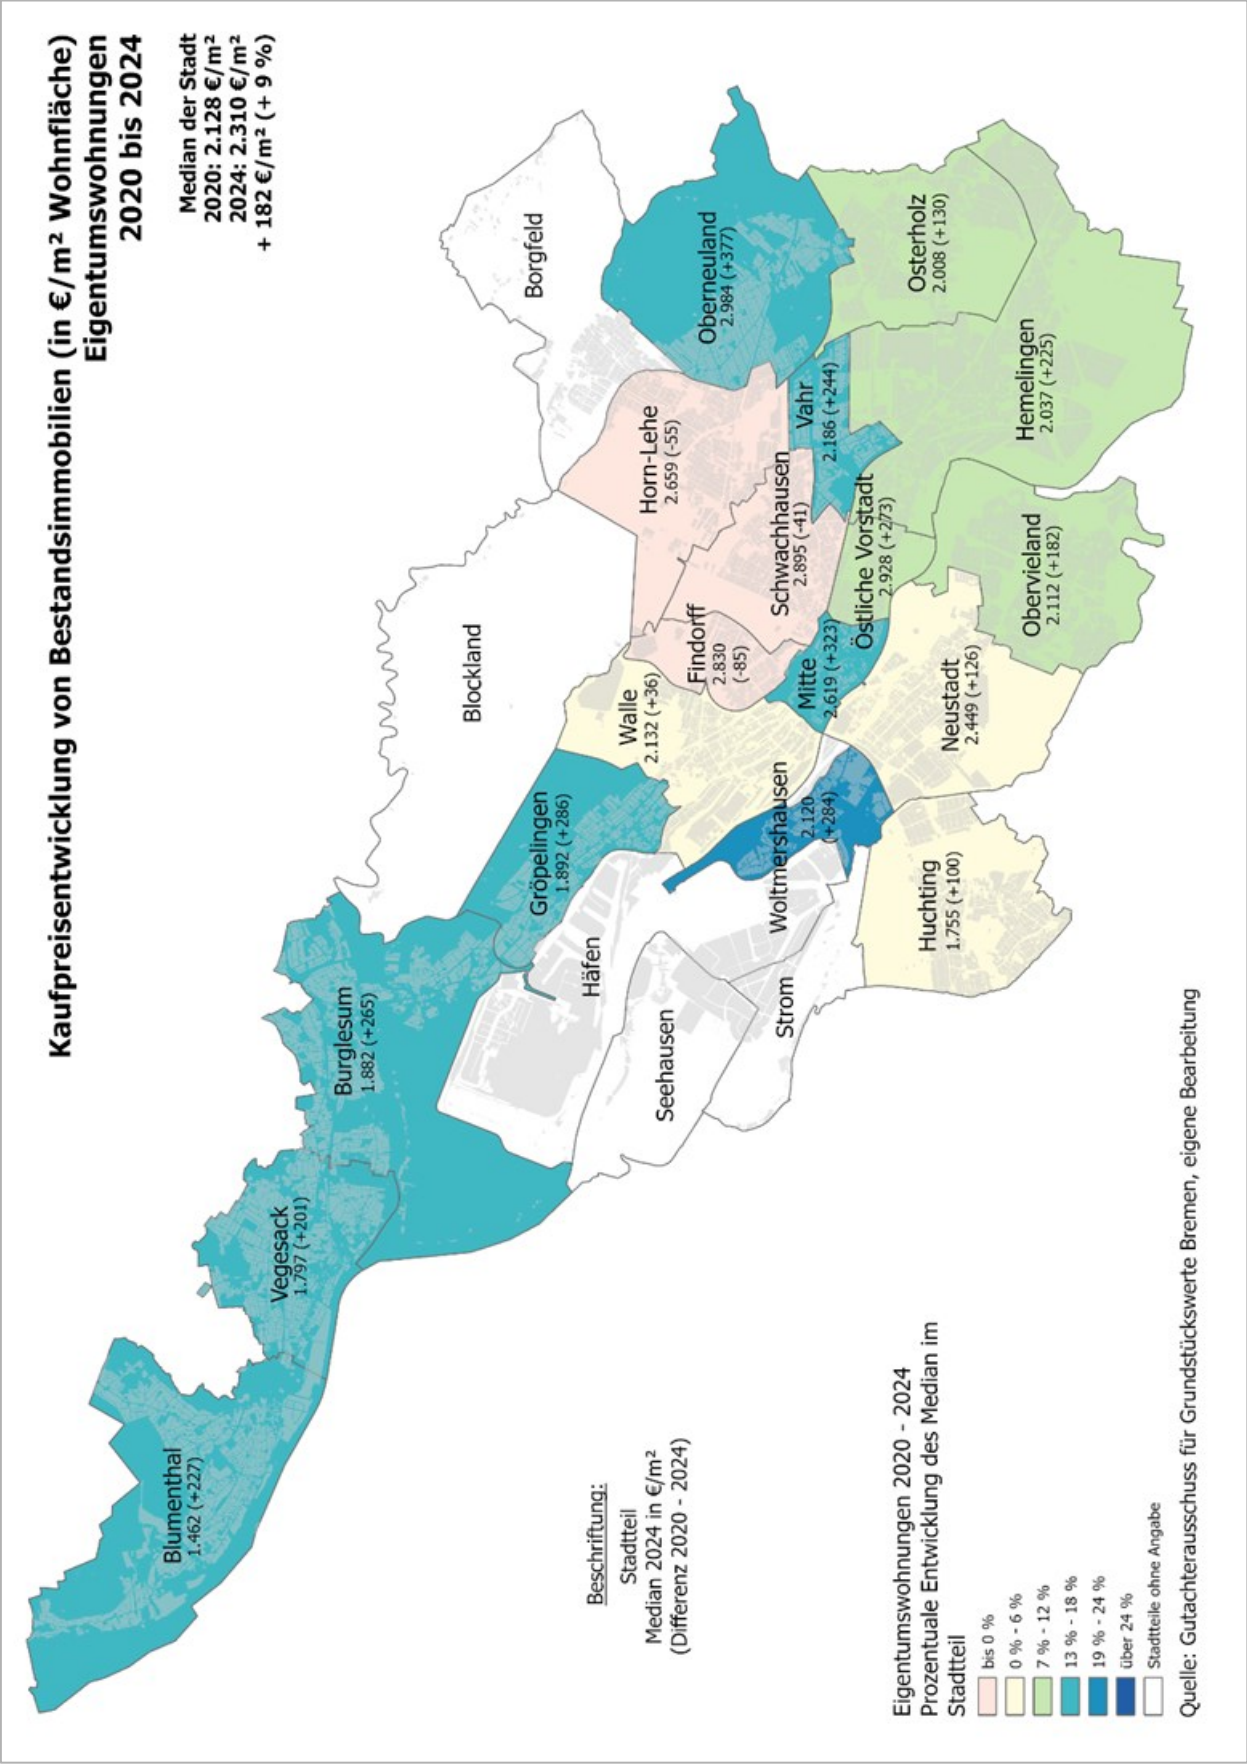 Kaufpreisentwicklung von Bestandsimmobilien (in €/m² Wohnfläche)
Eigentumswohnungen
2020 bis 2024
Median der Stadt
2020: 2.128 €/m²
2024: 2.310 €/m²
+ 182 €/m² (+ 9 %)
Blumenthal
1.462 (+227)
Vegesack
1.797 (+201)
Burglesum
1.882 (+265)
Blockland
Borgfeld
Gröpelingen
1.892 (+286)
Häfen
Walle
2.132 (+36)
Horn-Lehe
2.659 (-55)
Oberneuland
2.984 (+377)
Seehausen
Findorff
2.830
(-85)
Schwachhausen
2.895 (-41)
Vahr
2.186 (+244)
Strom
Woltmershausen
2.120
(+284)
Mitte
2.619 (+323)
Östliche Vorstadt
2.928 (+273)
Osterholz
2.008 (+130)
Huchting
1.755 (+100)
Neustadt
2.449 (+126)
Obervieland
2.112 (+182)
Hemelingen
2.037 (+225)
Beschriftung:
Stadtteil
Median 2024 in €/m²
(Differenz 2020 - 2024)
Eigentumswohnungen 2020 - 2024
Prozentuale Entwicklung des Median im
Stadtteil
bis 0 %
0 % - 6 %
7 % - 12 %
13 % - 18 %
19 % - 24 %
über 24 %
Stadtteile ohne Angabe
Quelle: Gutachterausschuss für Grundstückswerte Bremen, eigene Bearbeitung